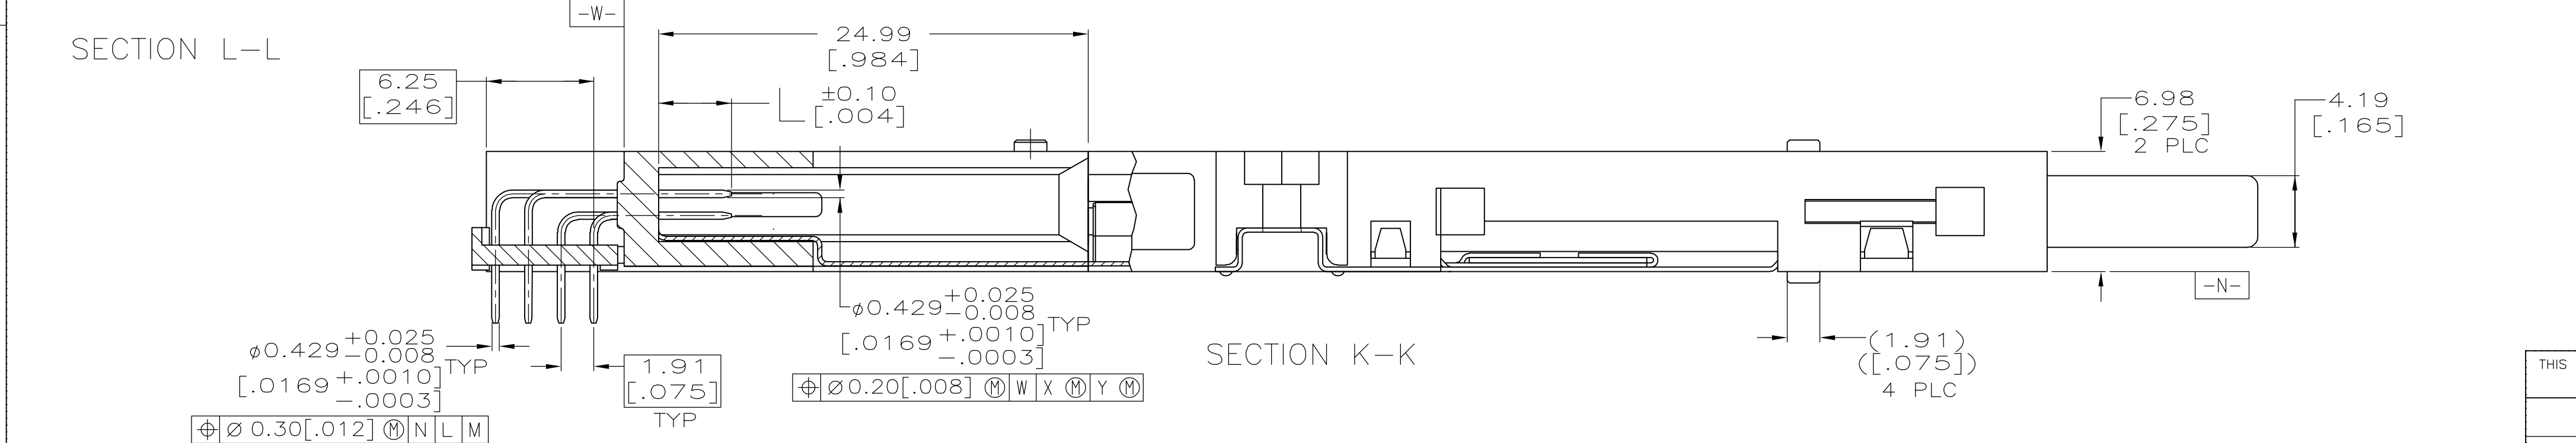 -W-
SECTION L-L
24.99
[.984]
6.25
[.246]
L ±0.10
[.004]
6.98
[.275]
2 PLC
4.19
[.165]
-N-
⌀0.429 +0.025
-0.008
[.0169 +.0010
-.0003]
TYP
⌀0.429 +0.025
-0.008
[.0169 +.0010
-.0003]
TYP
1.91
[.075]
TYP
⌖ ⌀0.20[.008] Ⓜ W X Ⓜ Y Ⓜ
⌖ ⌀ 0.30[.012] Ⓜ N L M
SECTION K-K
(1.91)
([.075])
4 PLC
THIS